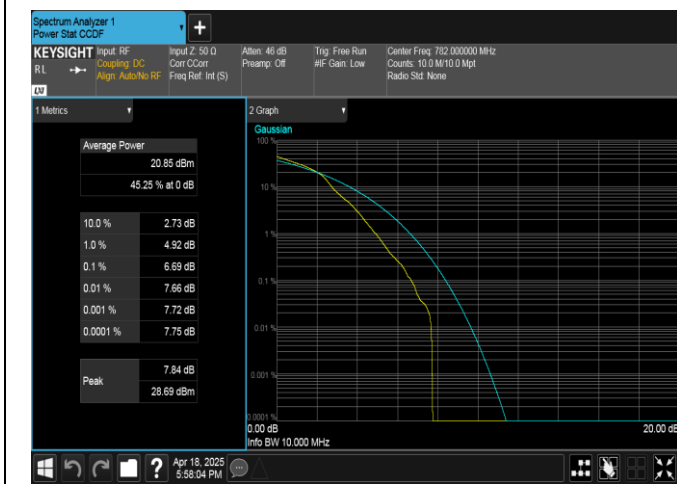 Spectrum Analyzer 1
Power Stat CCDF
KEYSIGHT
RL
LXI
Input: RF
Coupling: DC
Align: Auto/No RF
Input Z: 50 Ω
Corr CCorr
Freq Ref: Int (S)
Atten: 46 dB
Preamp: Off
Trig: Free Run
#IF Gain: Low
Center Freq: 782.000000 MHz
Counts: 10.0 M/10.0 Mpt
Radio Std: None
1 Metrics
Average Power
20.85 dBm
45.25 % at 0 dB
10.0 % 2.73 dB
1.0 % 4.92 dB
0.1 % 6.69 dB
0.01 % 7.66 dB
0.001 % 7.72 dB
0.0001 % 7.75 dB
Peak
7.84 dB
28.69 dBm
2 Graph
Gaussian
100 %
10 %
1 %
0.1 %
0.01 %
0.001 %
0.0001 %
0.00 dB
20.00 dB
Info BW 10.000 MHz
?
Apr 18, 2025
5:58:04 PM